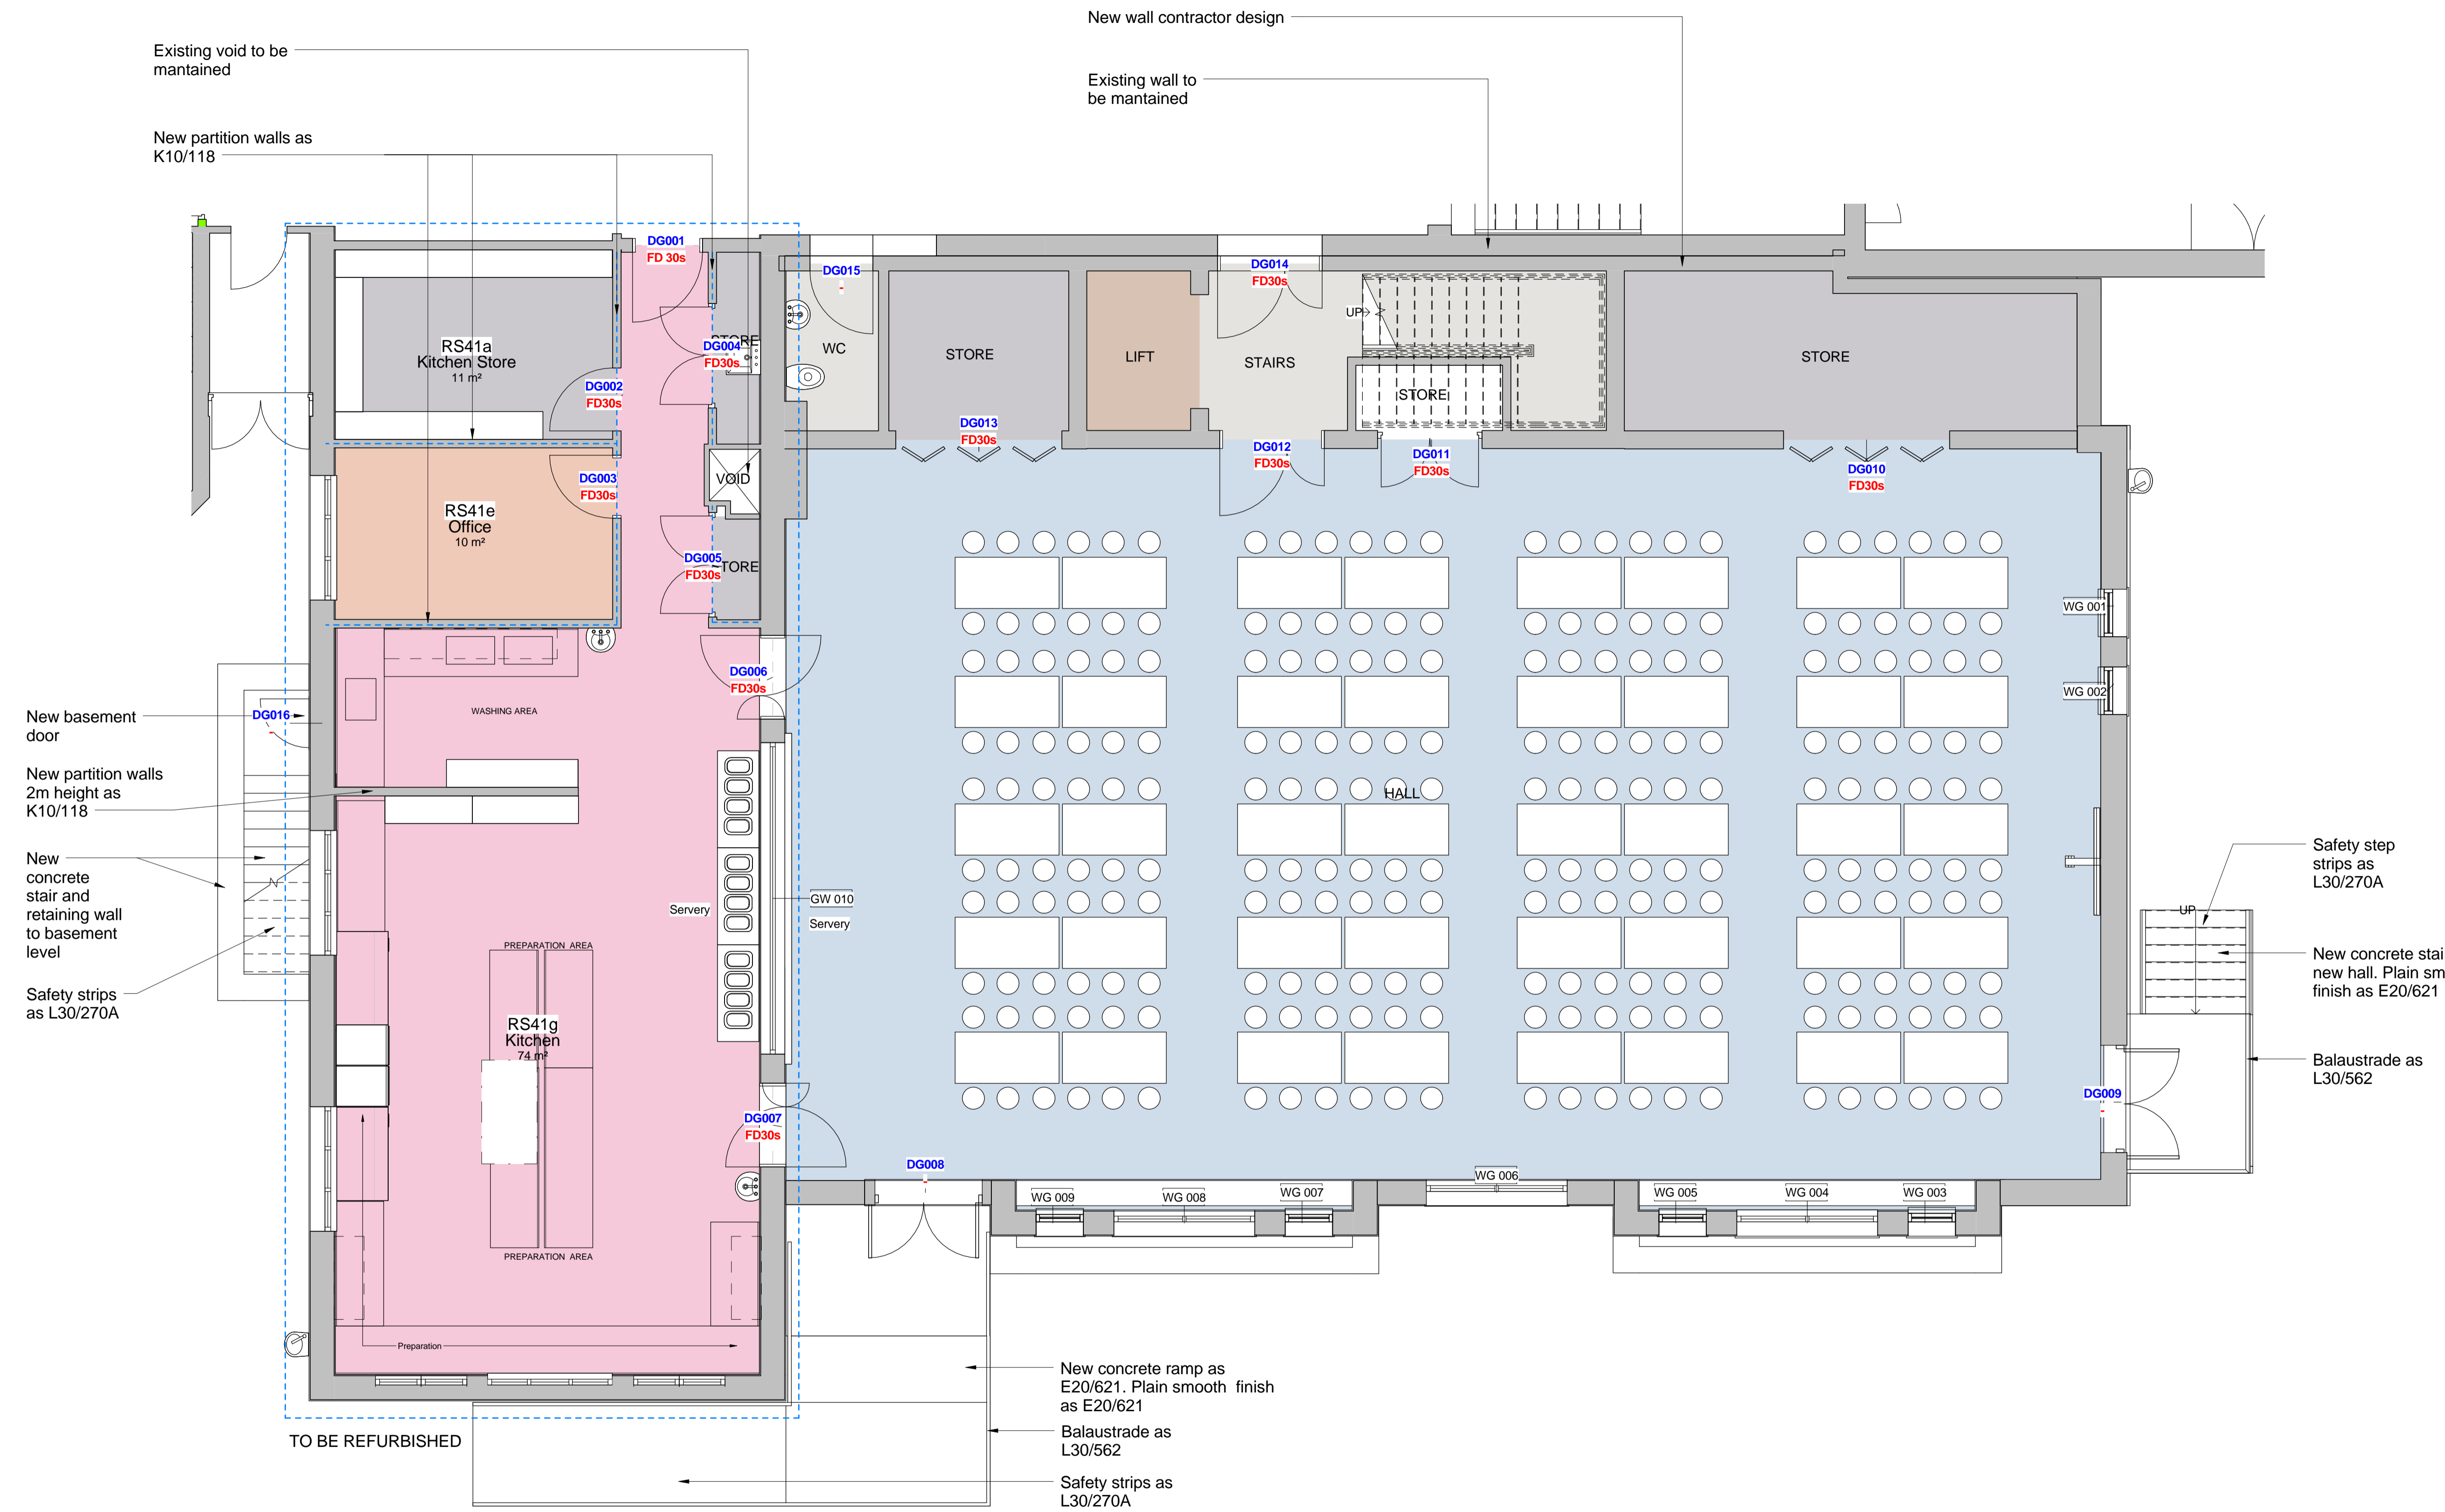 New wall contractor design
Existing void to be
mantained
Existing wall to
be mantained
New partition walls as
K10/118
DG001
FD 30s
DG015
-
DG014
FD30s
UP
RS41a
Kitchen Store
11 m²
STORE
DG004
FD30s
WC
STORE
LIFT
STAIRS
STORE
DG002
FD30s
STORE
DG013
FD30s
DG012
FD30s
DG011
FD30s
DG010
FD30s
DG003
FD30s
VOID
RS41e
Office
10 m²
DG005
FD30s
STORE
WG 001
DG006
FD30s
WG 002
WASHING AREA
New basement
door
DG016
-
New partition walls
2m height as
K10/118
HALL
New
concrete
stair and
retaining wall
to basement
level
Safety step
strips as
L30/270A
Servery
GW 010
Servery
UP
PREPARATION AREA
New concrete stai
new hall. Plain sm
finish as E20/621
Safety strips
as L30/270A
RS41g
Kitchen
74 m²
Balaustrade as
L30/562
DG009
-
DG007
FD30s
DG008
-
WG 009
WG 008
WG 007
WG 006
WG 005
WG 004
WG 003
PREPARATION AREA
Preparation
New concrete ramp as
E20/621. Plain smooth finish
as E20/621
TO BE REFURBISHED
Balaustrade as
L30/562
Safety strips as
L30/270A